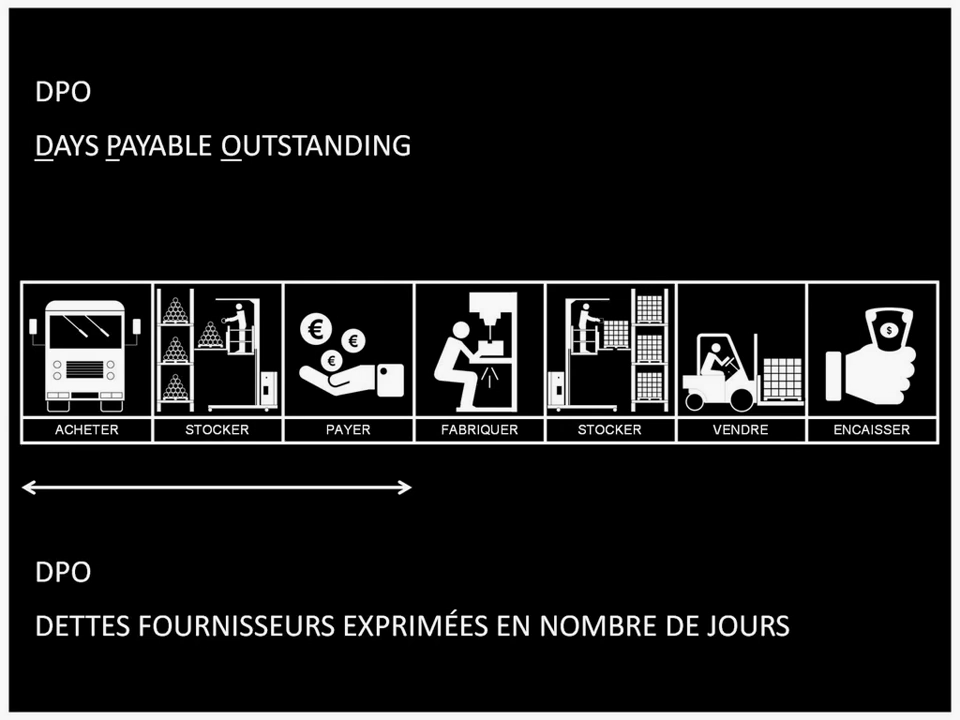 DPO
DAYS PAYABLE OUTSTANDING
€ € €
$
ACHETER STOCKER PAYER FABRIQUER STOCKER VENDRE ENCAISSER
DPO
DETTES FOURNISSEURS EXPRIMÉES EN NOMBRE DE JOURS